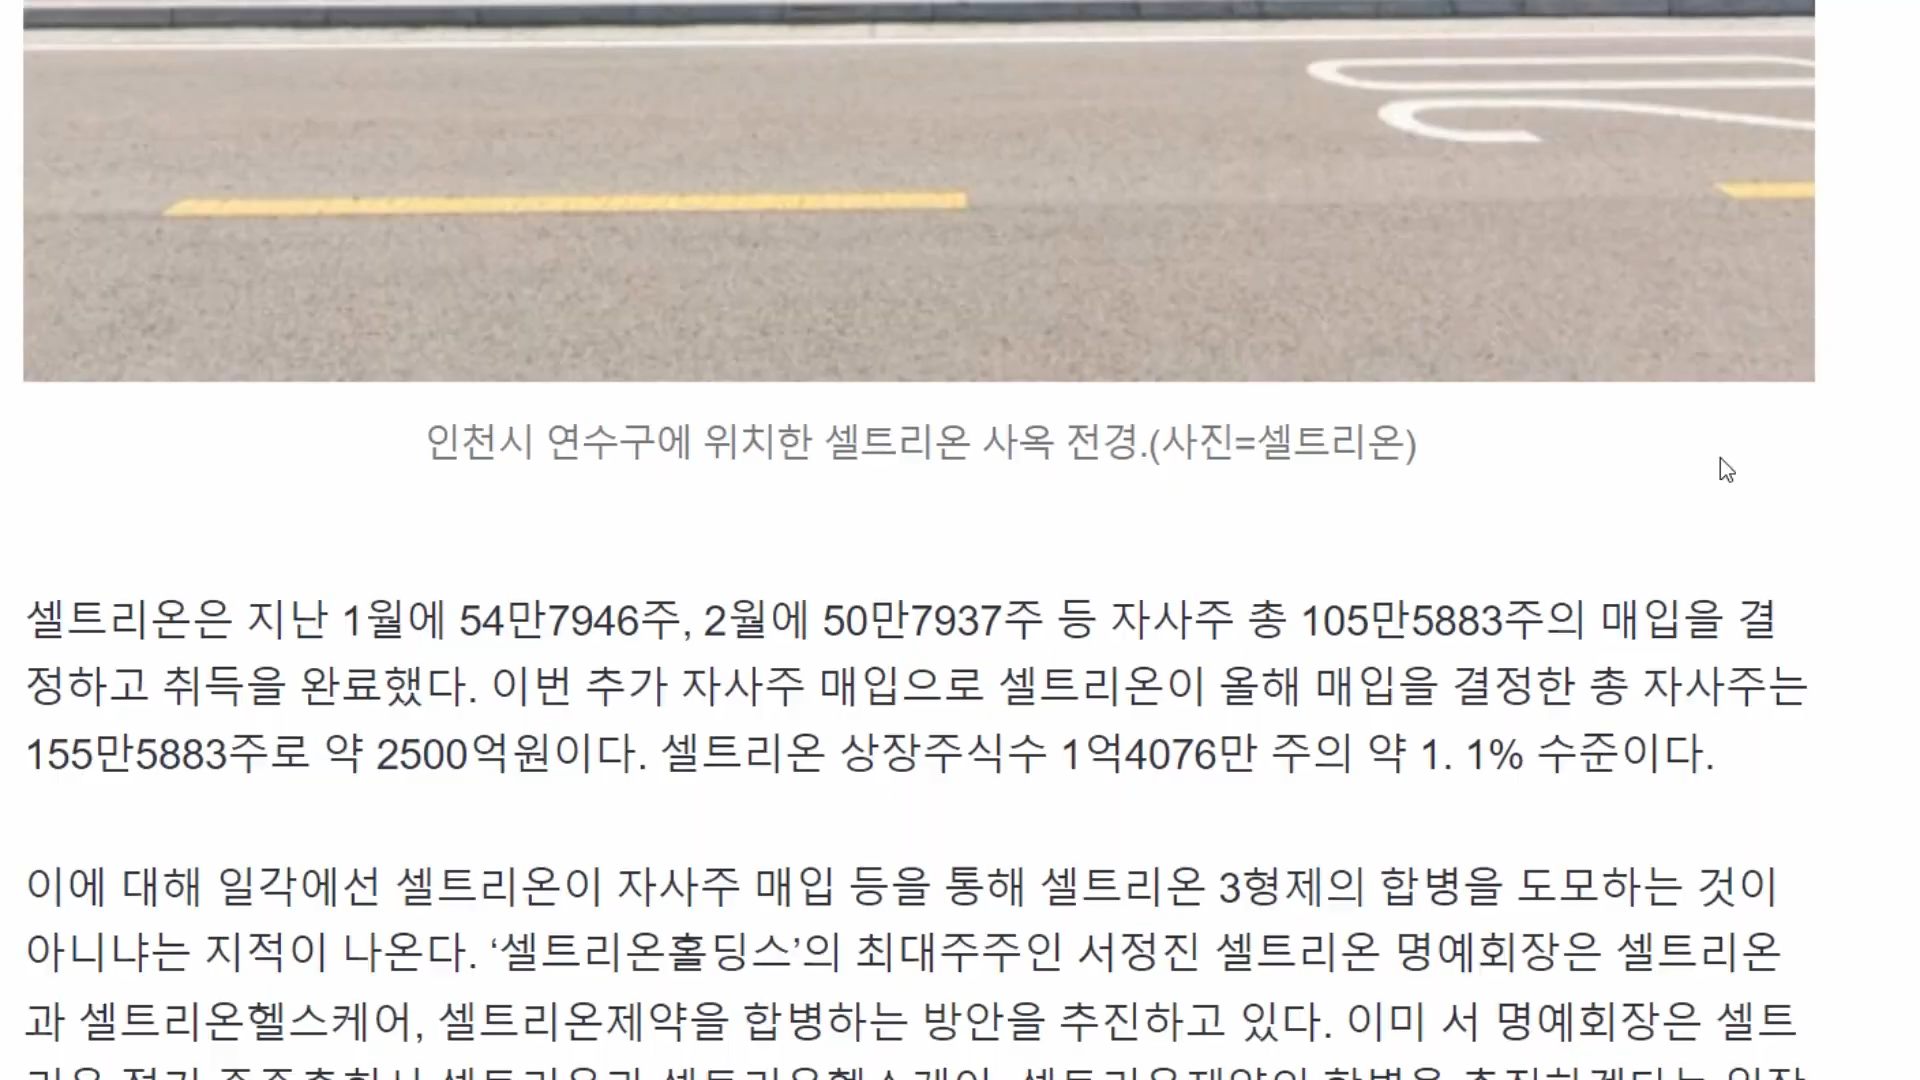 인천시 연수구에 위치한 셀트리온 사옥 전경.(사진=셀트리온)
셀트리온은 지난 1월에 54만7946주, 2월에 50만7937주 등 자사주 총 105만5883주의 매입을 결
정하고 취득을 완료했다. 이번 추가 자사주 매입으로 셀트리온이 올해 매입을 결정한 총 자사주는
155만5883주로 약 2500억원이다. 셀트리온 상장주식수 1억4076만 주의 약 1. 1% 수준이다.
이에 대해 일각에선 셀트리온이 자사주 매입 등을 통해 셀트리온 3형제의 합병을 도모하는 것이
아니냐는 지적이 나온다. ‘셀트리온홀딩스’의 최대주주인 서정진 셀트리온 명예회장은 셀트리온
과 셀트리온헬스케어, 셀트리온제약을 합병하는 방안을 추진하고 있다. 이미 서 명예회장은 셀트